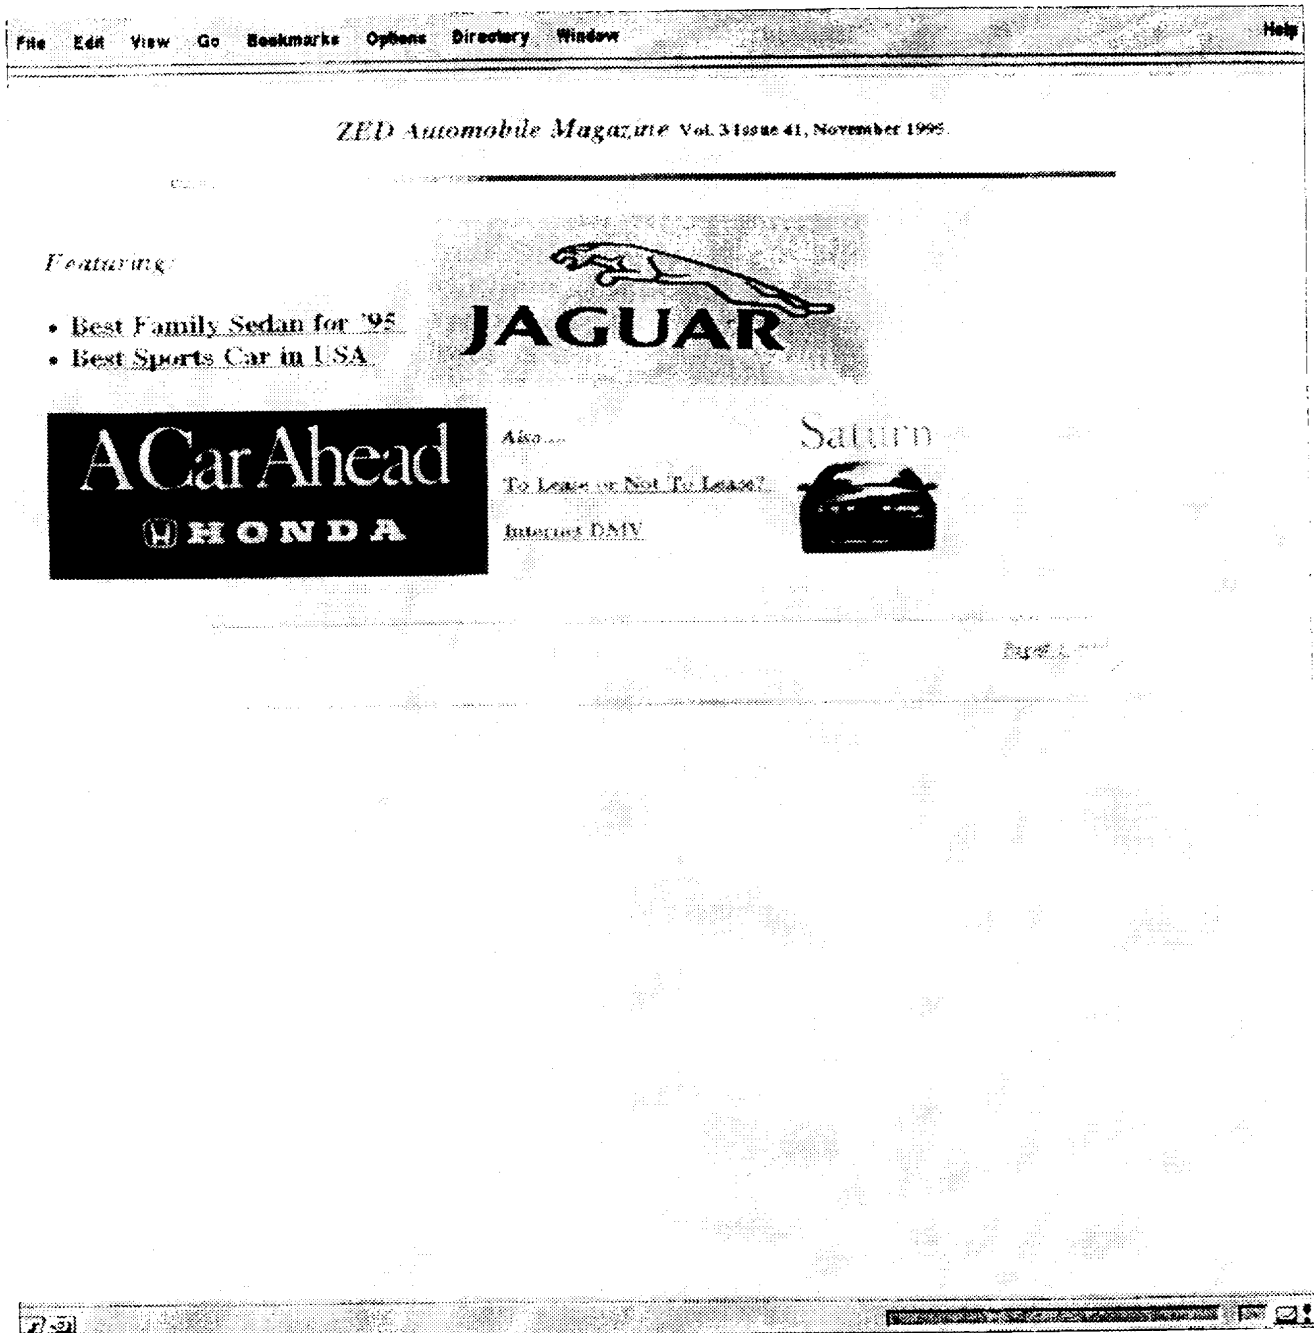 File Edit View Go Bookmarks Options Directory Window Help
ZED Automobile Magazine Vol. 3 Issue 41, November 1995.
Featuring:
• Best Family Sedan for '95
• Best Sports Car in USA
JAGUAR
A Car Ahead
HONDA
Also....
To Lease or Not To Lease?
Internet DMV
Saturn